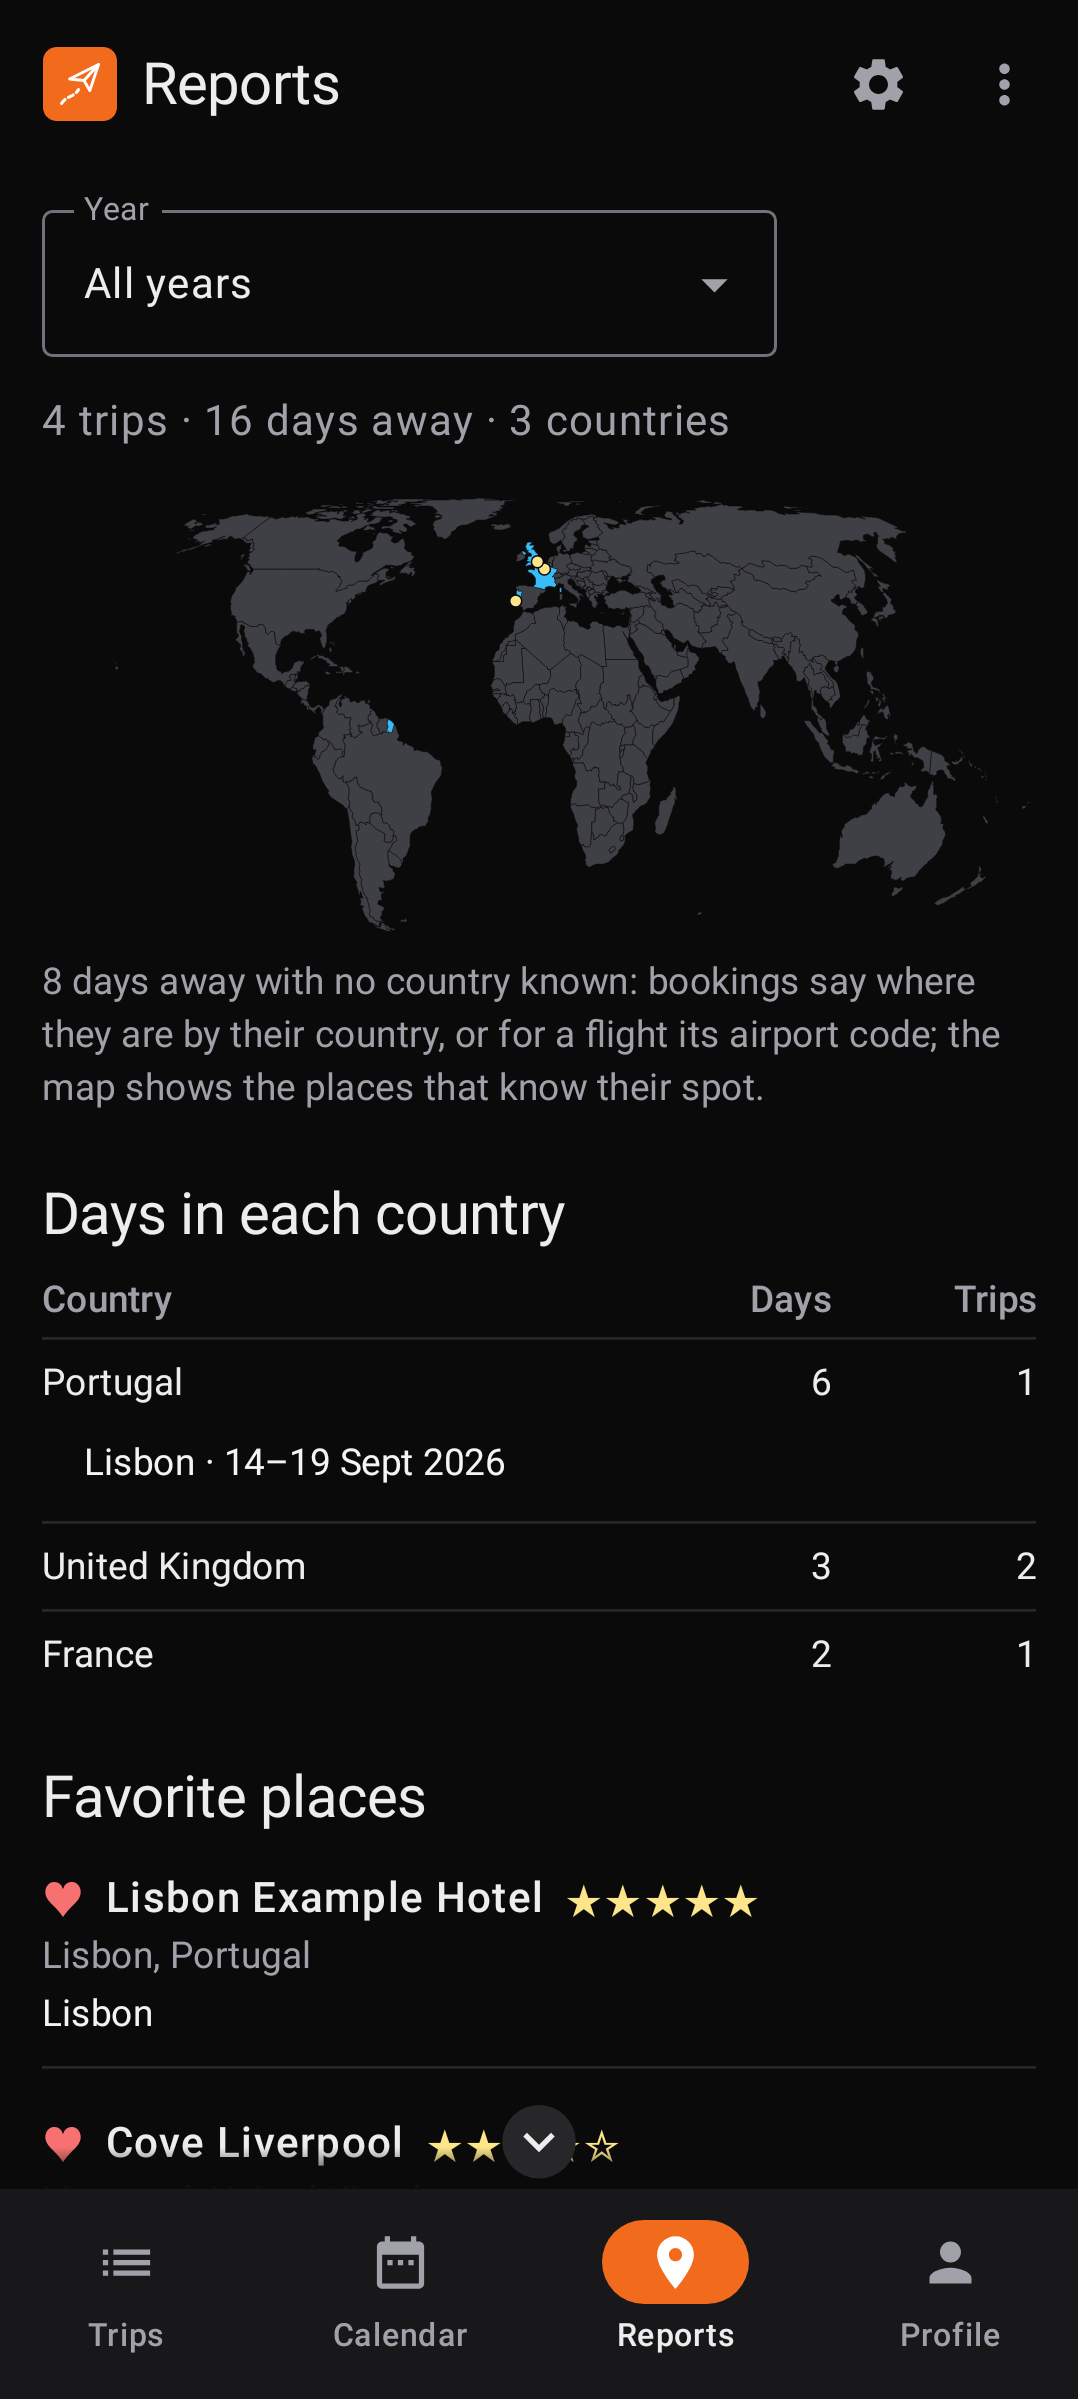 Reports
Year
All years
4 trips · 16 days away · 3 countries
8 days away with no country known: bookings say where
they are by their country, or for a flight its airport code; the
map shows the places that know their spot.
Days in each country
Country Days Trips
Portugal 6 1
Lisbon · 14–19 Sept 2026
United Kingdom 3 2
France 2 1
Favorite places
Lisbon Example Hotel ★★★★★
Lisbon, Portugal
Lisbon
Cove Liverpool
Trips Calendar Reports Profile